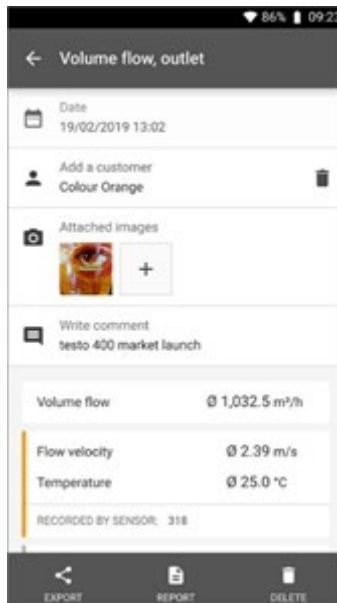 86% 09:23
Volume flow, outlet
Date
19/02/2019 13:02
Add a customer
Colour Orange
Attached images
+
Write comment
testo 400 market launch
Volume flow Ø 1,032.5 m³/h
Flow velocity Ø 2.39 m/s
Temperature Ø 25.0 °C
RECORDED BY SENSOR: 318
EXPORT REPORT DELETE